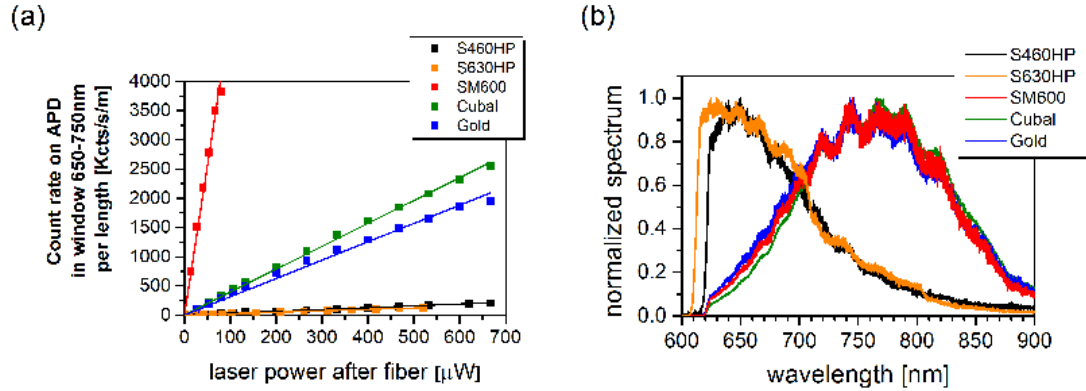 (a)
S460HP
S630HP
SM600
Cubal
Gold
Count rate on APD
in window 650-750nm
per length [Kcts/s/m]
4000
3500
3000
2500
2000
1500
1000
500
0
0 100 200 300 400 500 600 700
laser power after fiber [μW]
(b)
S460HP
S630HP
SM600
Cubal
Gold
normalized spectrum
1.0
0.8
0.6
0.4
0.2
0.0
600 650 700 750 800 850 900
wavelength [nm]